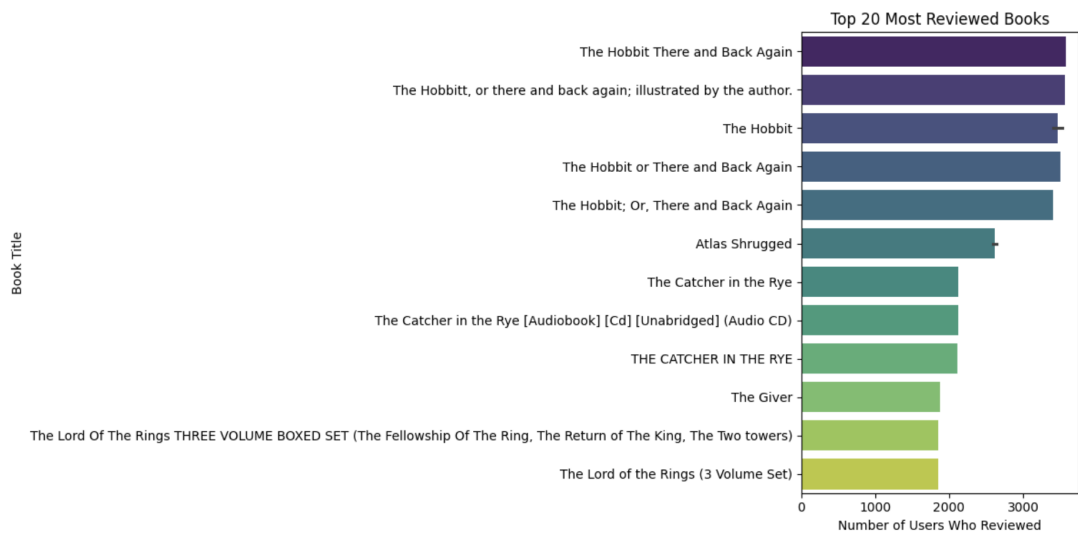 Top 20 Most Reviewed Books
Book Title
The Hobbit There and Back Again
The Hobbitt, or there and back again; illustrated by the author.
The Hobbit
The Hobbit or There and Back Again
The Hobbit; Or, There and Back Again
Atlas Shrugged
The Catcher in the Rye
The Catcher in the Rye [Audiobook] [Cd] [Unabridged] (Audio CD)
THE CATCHER IN THE RYE
The Giver
The Lord Of The Rings THREE VOLUME BOXED SET (The Fellowship Of The Ring, The Return of The King, The Two towers)
The Lord of the Rings (3 Volume Set)
0 1000 2000 3000
Number of Users Who Reviewed